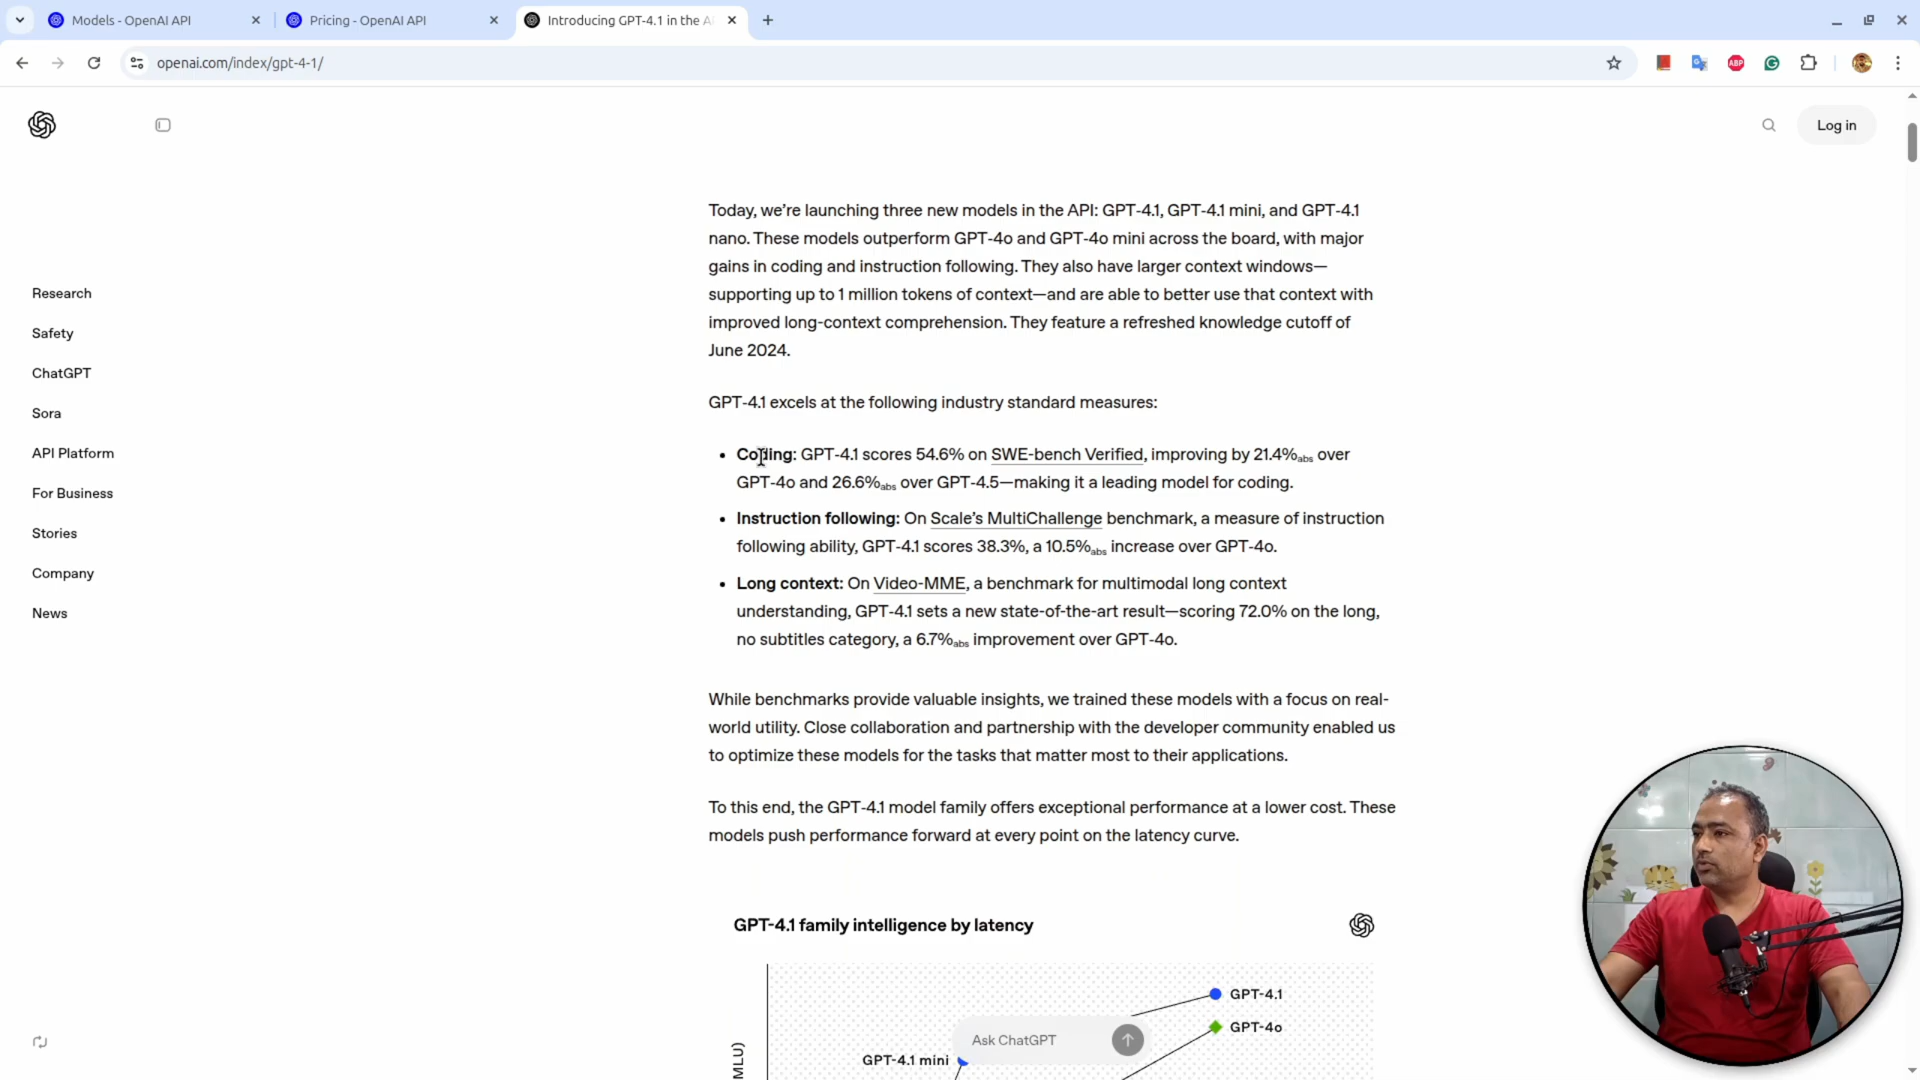 Models - OpenAI API
Pricing - OpenAI API
Introducing GPT-4.1 in the A
openai.com/index/gpt-4-1/
ABP
Log in
Research
Safety
ChatGPT
Sora
API Platform
For Business
Stories
Company
News
Today, we’re launching three new models in the API: GPT-4.1, GPT-4.1 mini, and GPT-4.1
nano. These models outperform GPT-4o and GPT-4o mini across the board, with major
gains in coding and instruction following. They also have larger context windows—
supporting up to 1 million tokens of context—and are able to better use that context with
improved long-context comprehension. They feature a refreshed knowledge cutoff of
June 2024.
GPT-4.1 excels at the following industry standard measures:
• Coding: GPT-4.1 scores 54.6% on SWE-bench Verified, improving by 21.4%abs over
GPT-4o and 26.6%abs over GPT-4.5—making it a leading model for coding.
• Instruction following: On Scale’s MultiChallenge benchmark, a measure of instruction
following ability, GPT-4.1 scores 38.3%, a 10.5%abs increase over GPT-4o.
• Long context: On Video-MME, a benchmark for multimodal long context
understanding, GPT-4.1 sets a new state-of-the-art result—scoring 72.0% on the long,
no subtitles category, a 6.7%abs improvement over GPT-4o.
While benchmarks provide valuable insights, we trained these models with a focus on real-
world utility. Close collaboration and partnership with the developer community enabled us
to optimize these models for the tasks that matter most to their applications.
To this end, the GPT-4.1 model family offers exceptional performance at a lower cost. These
models push performance forward at every point on the latency curve.
GPT-4.1 family intelligence by latency
GPT-4.1
GPT-4o
GPT-4.1 mini
MLU)
Ask ChatGPT